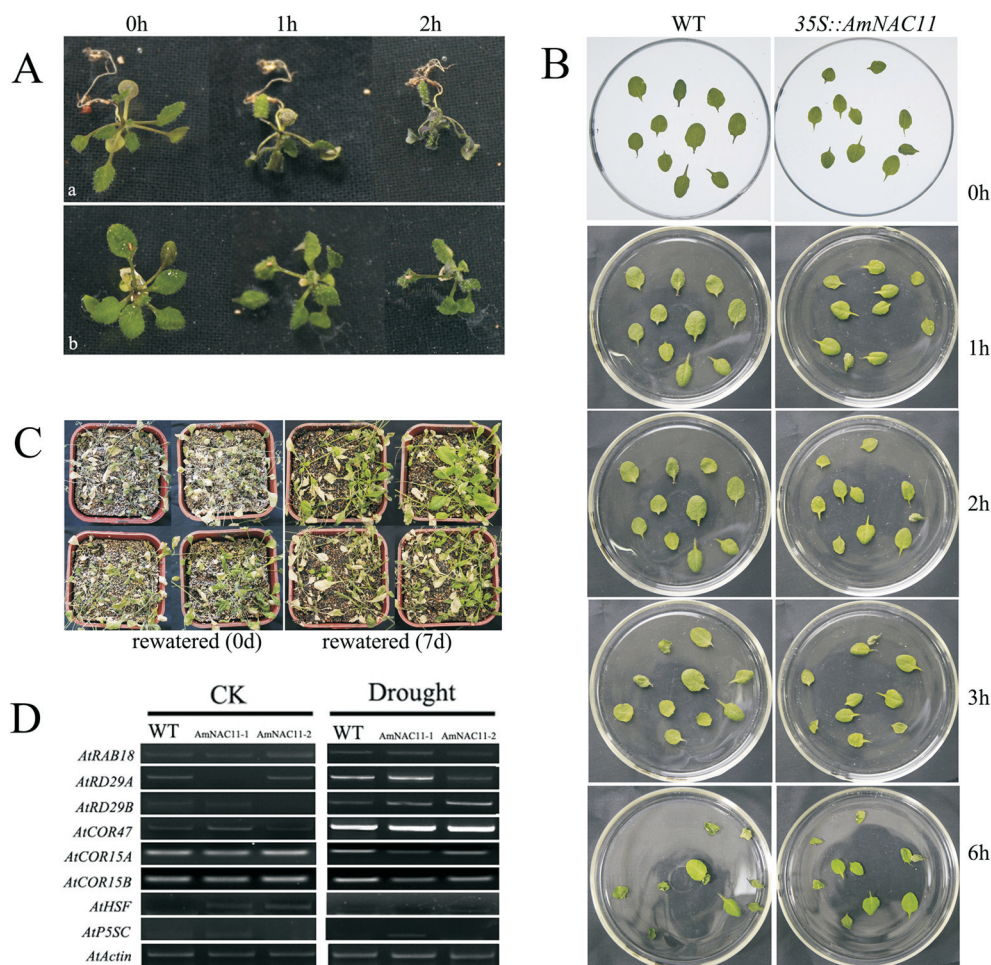 0h 1h 2h
A
a
b
WT 35S::AmNAC11
B
0h
1h
2h
3h
6h
C
rewatered (0d) rewatered (7d)
D
CK Drought
WT AmNAC11-1 AmNAC11-2 WT AmNAC11-1 AmNAC11-2
AtRAB18
AtRD29A
AtRD29B
AtCOR47
AtCOR15A
AtCOR15B
AtHSF
AtP5SC
AtActin